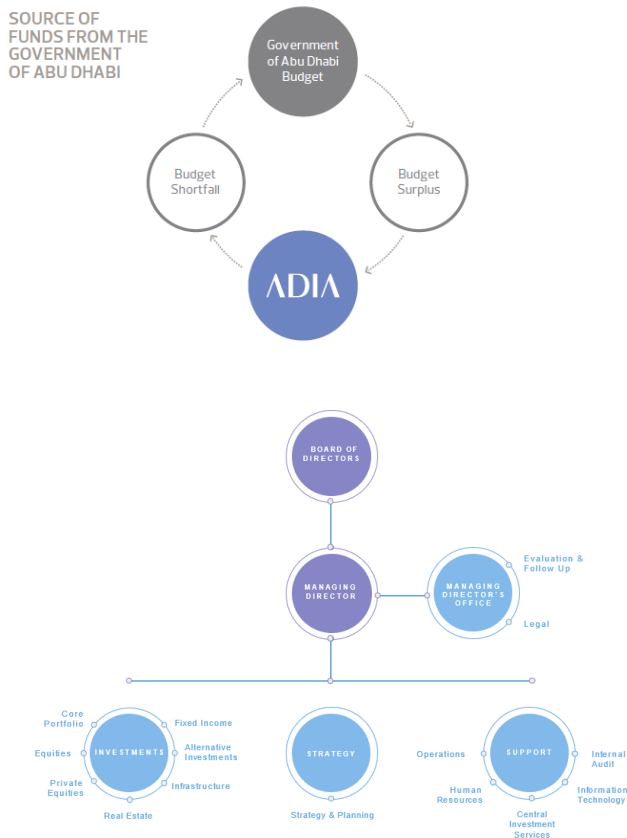 SOURCE OF
FUNDS FROM THE
GOVERNMENT
OF ABU DHABI
Government
of Abu Dhabi
Budget
Budget
Shortfall
Budget
Surplus
ADIA
BOARD OF
DIRECTORS
MANAGING
DIRECTOR
MANAGING
DIRECTOR'S
OFFICE
Evaluation &
Follow Up
Legal
INVESTMENTS
Core
Portfolio
Fixed Income
Equities
Alternative
Investments
Private
Equities
Infrastructure
Real Estate
STRATEGY
Strategy & Planning
SUPPORT
Operations
Internal
Audit
Human
Resources
Information
Technology
Central
Investment
Services